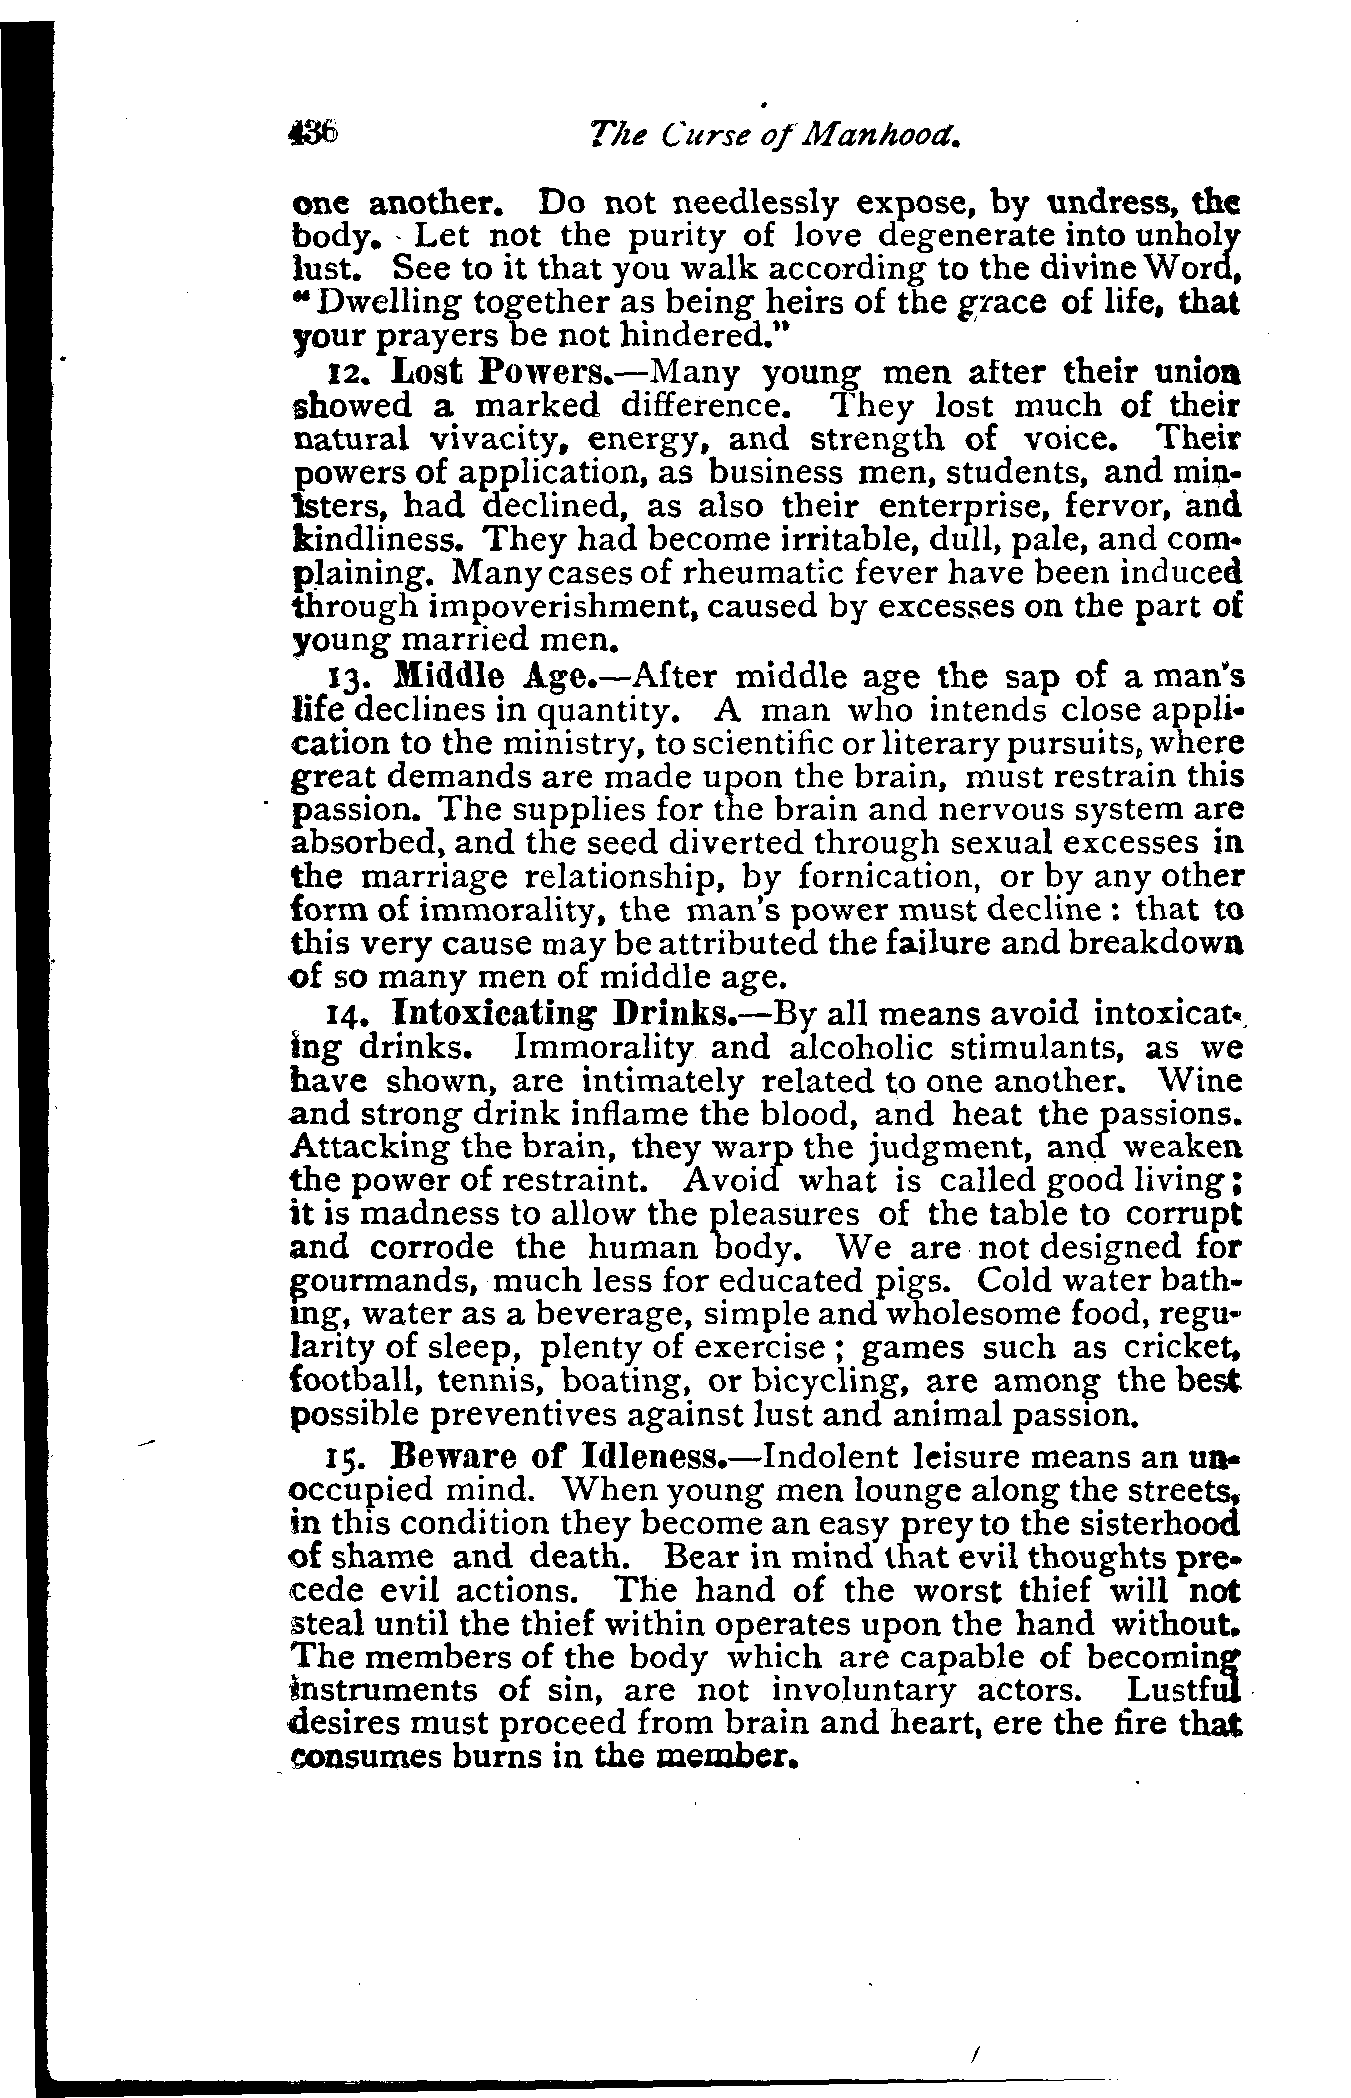 436 The Curse of Manhood.
one another. Do not needlessly expose, by undress, the
body. Let not the purity of love degenerate into unholy
lust. See to it that you walk according to the divine Word,
"Dwelling together as being heirs of the grace of life, that
your prayers be not hindered."
12. Lost Powers.—Many young men after their union
showed a marked difference. They lost much of their
natural vivacity, energy, and strength of voice. Their
powers of application, as business men, students, and min-
isters, had declined, as also their enterprise, fervor, and
kindliness. They had become irritable, dull, pale, and com-
plaining. Many cases of rheumatic fever have been induced
through impoverishment, caused by excesses on the part of
young married men.
13. Middle Age.—After middle age the sap of a man's
life declines in quantity. A man who intends close appli-
cation to the ministry, to scientific or literary pursuits, where
great demands are made upon the brain, must restrain this
passion. The supplies for the brain and nervous system are
absorbed, and the seed diverted through sexual excesses in
the marriage relationship, by fornication, or by any other
form of immorality, the man's power must decline : that to
this very cause may be attributed the failure and breakdown
of so many men of middle age.
14. Intoxicating Drinks.—By all means avoid intoxicat-
ing drinks. Immorality and alcoholic stimulants, as we
have shown, are intimately related to one another. Wine
and strong drink inflame the blood, and heat the passions.
Attacking the brain, they warp the judgment, and weaken
the power of restraint. Avoid what is called good living;
it is madness to allow the pleasures of the table to corrupt
and corrode the human body. We are not designed for
gourmands, much less for educated pigs. Cold water bath-
ing, water as a beverage, simple and wholesome food, regu-
larity of sleep, plenty of exercise ; games such as cricket,
football, tennis, boating, or bicycling, are among the best
possible preventives against lust and animal passion.
15. Beware of Idleness.—Indolent leisure means an un-
occupied mind. When young men lounge along the streets,
in this condition they become an easy prey to the sisterhood
of shame and death. Bear in mind that evil thoughts pre-
cede evil actions. The hand of the worst thief will not
steal until the thief within operates upon the hand without.
The members of the body which are capable of becoming
instruments of sin, are not involuntary actors. Lustful
desires must proceed from brain and heart, ere the fire that
consumes burns in the member.